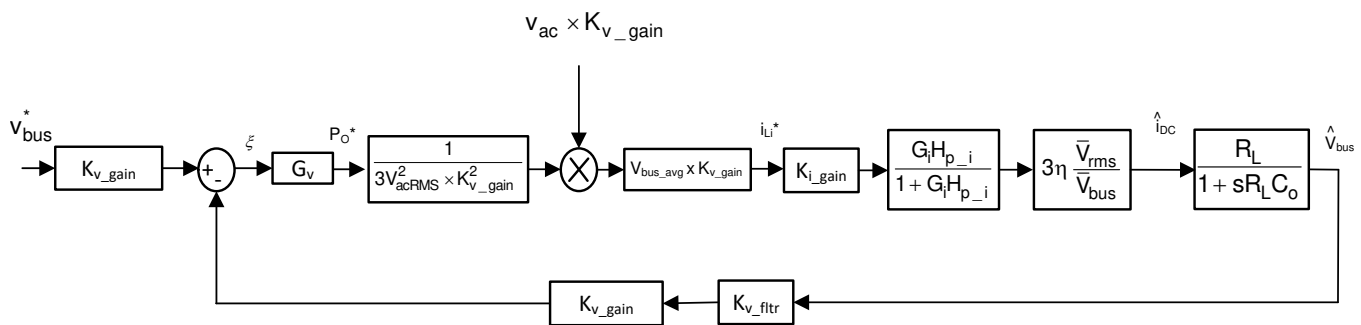 v_ac × K_v_gain
v*_bus
K_v_gain
+
-
ξ
G_v
P_O*
1
3V²_acRMS × K²_v_gain
V_bus_avg x K_v_gain
i_Li*
K_i_gain
G_iH_p_i
1 + G_iH_p_i
3η V̅_rms
V̅_bus
î_DC
R_L
1 + sR_LC_o
V̂_bus
K_v_gain
K_v_fltr